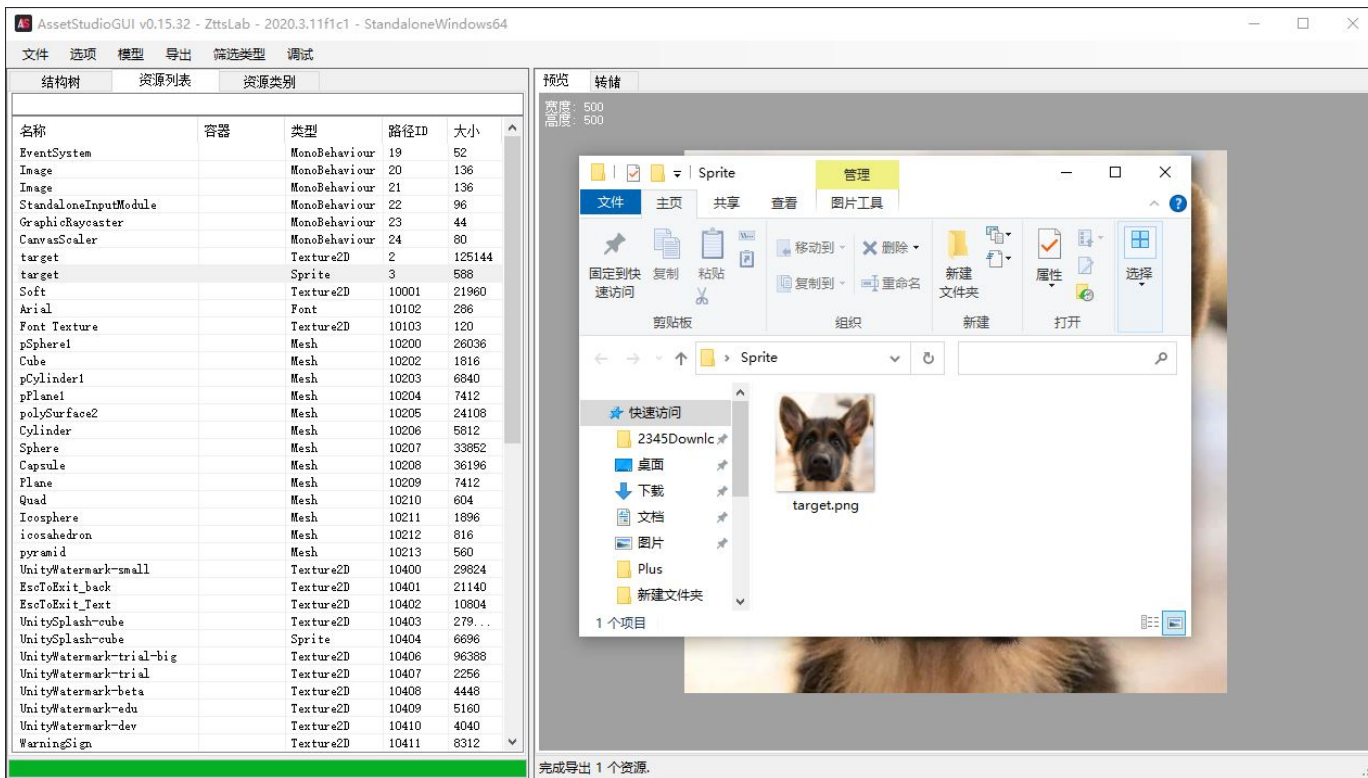 AssetStudioGUI v0.15.32 - ZttsLab - 2020.3.11f1c1 - StandaloneWindows64
文件 选项 模型 导出 筛选类型 调试
结构树 资源列表 资源类别
预览 转储
宽度: 500
高度: 500
名称 容器 类型 路径ID 大小
EventSystem MonoBehaviour 19 52
Image MonoBehaviour 20 136
Image MonoBehaviour 21 136
StandaloneInputModule MonoBehaviour 22 96
GraphicRaycaster MonoBehaviour 23 44
CanvasScaler MonoBehaviour 24 80
target Texture2D 2 125144
target Sprite 3 588
Soft Texture2D 10001 21960
Arial Font 10102 286
Font Texture Texture2D 10103 120
pSphere1 Mesh 10200 26036
Cube Mesh 10202 1816
pCylinder1 Mesh 10203 6840
pPlane1 Mesh 10204 7412
polySurface2 Mesh 10205 24108
Cylinder Mesh 10206 5812
Sphere Mesh 10207 33852
Capsule Mesh 10208 36196
Plane Mesh 10209 7412
Quad Mesh 10210 604
Icosphere Mesh 10211 1896
icosahedron Mesh 10212 816
pyramid Mesh 10213 560
UnityWatermark-small Texture2D 10400 29824
EscToExit_back Texture2D 10401 21140
EscToExit_Text Texture2D 10402 10804
UnitySplash-cube Texture2D 10403 279...
UnitySplash-cube Sprite 10404 6696
UnityWatermark-trial-big Texture2D 10406 96388
UnityWatermark-trial Texture2D 10407 2256
UnityWatermark-beta Texture2D 10408 4448
UnityWatermark-edu Texture2D 10409 5160
UnityWatermark-dev Texture2D 10410 4040
WarningSign Texture2D 10411 8312
Sprite 管理
文件 主页 共享 查看 图片工具
固定到快速访问
复制
粘贴
移动到
删除
复制到
重命名
新建
文件夹
属性
选择
剪贴板 组织 新建 打开
Sprite
快速访问
2345Downlc
桌面
下载
文档
图片
Plus
新建文件夹
target.png
1 个项目
完成导出 1 个资源.